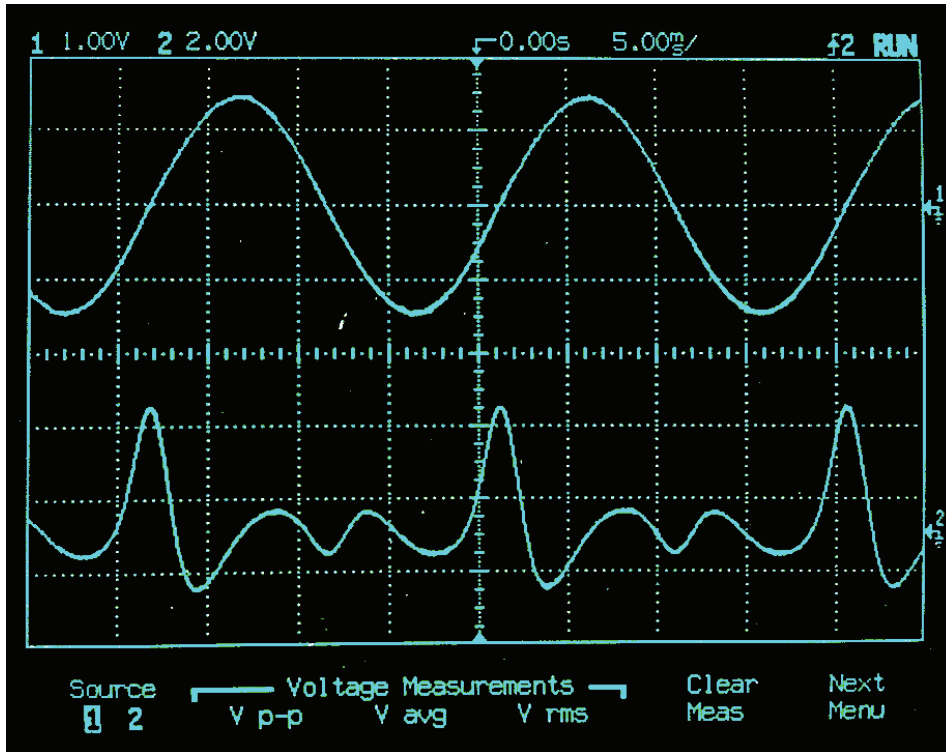 1 1.00V 2 2.00V 0.00s 5.00ms/ 2 RUN
1
2
Source Voltage Measurements Clear Next
1 2 V p-p V avg V rms Meas Menu